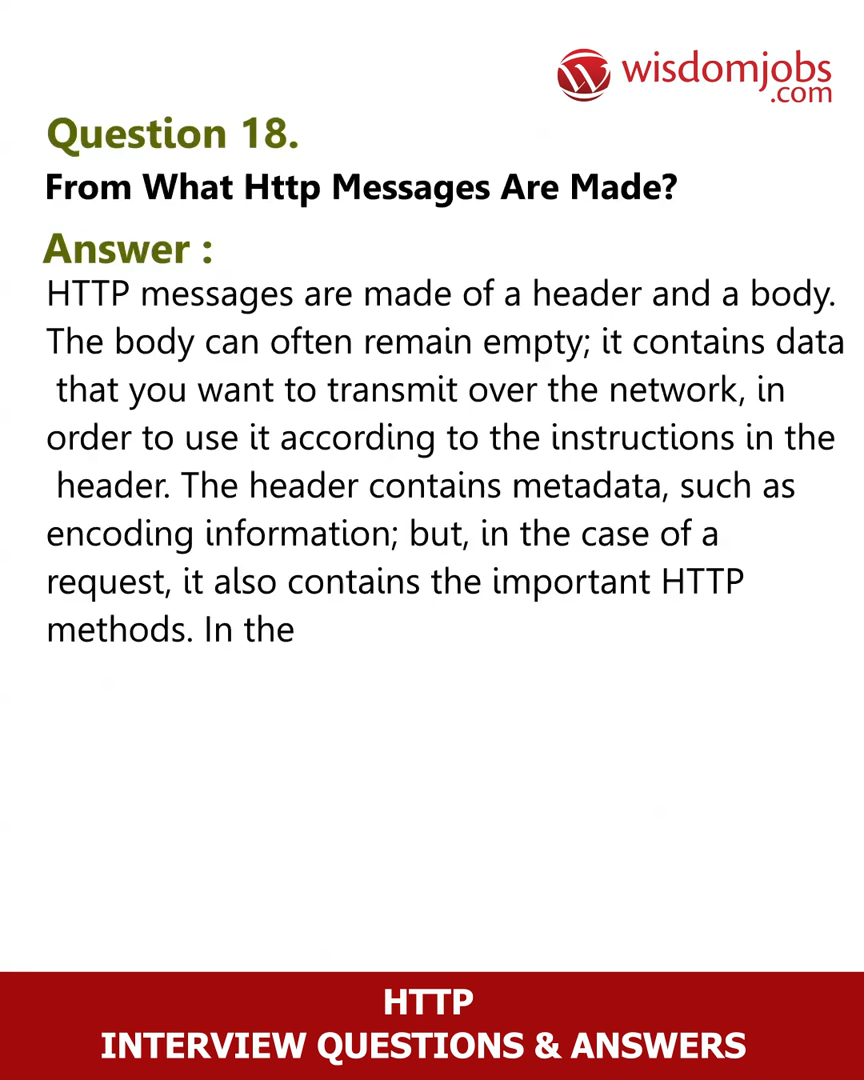 wisdomjobs
.com
Question 18.
From What Http Messages Are Made?
Answer :
HTTP messages are made of a header and a body.
The body can often remain empty; it contains data
that you want to transmit over the network, in
order to use it according to the instructions in the
header. The header contains metadata, such as
encoding information; but, in the case of a
request, it also contains the important HTTP
methods. In the
HTTP
INTERVIEW QUESTIONS & ANSWERS